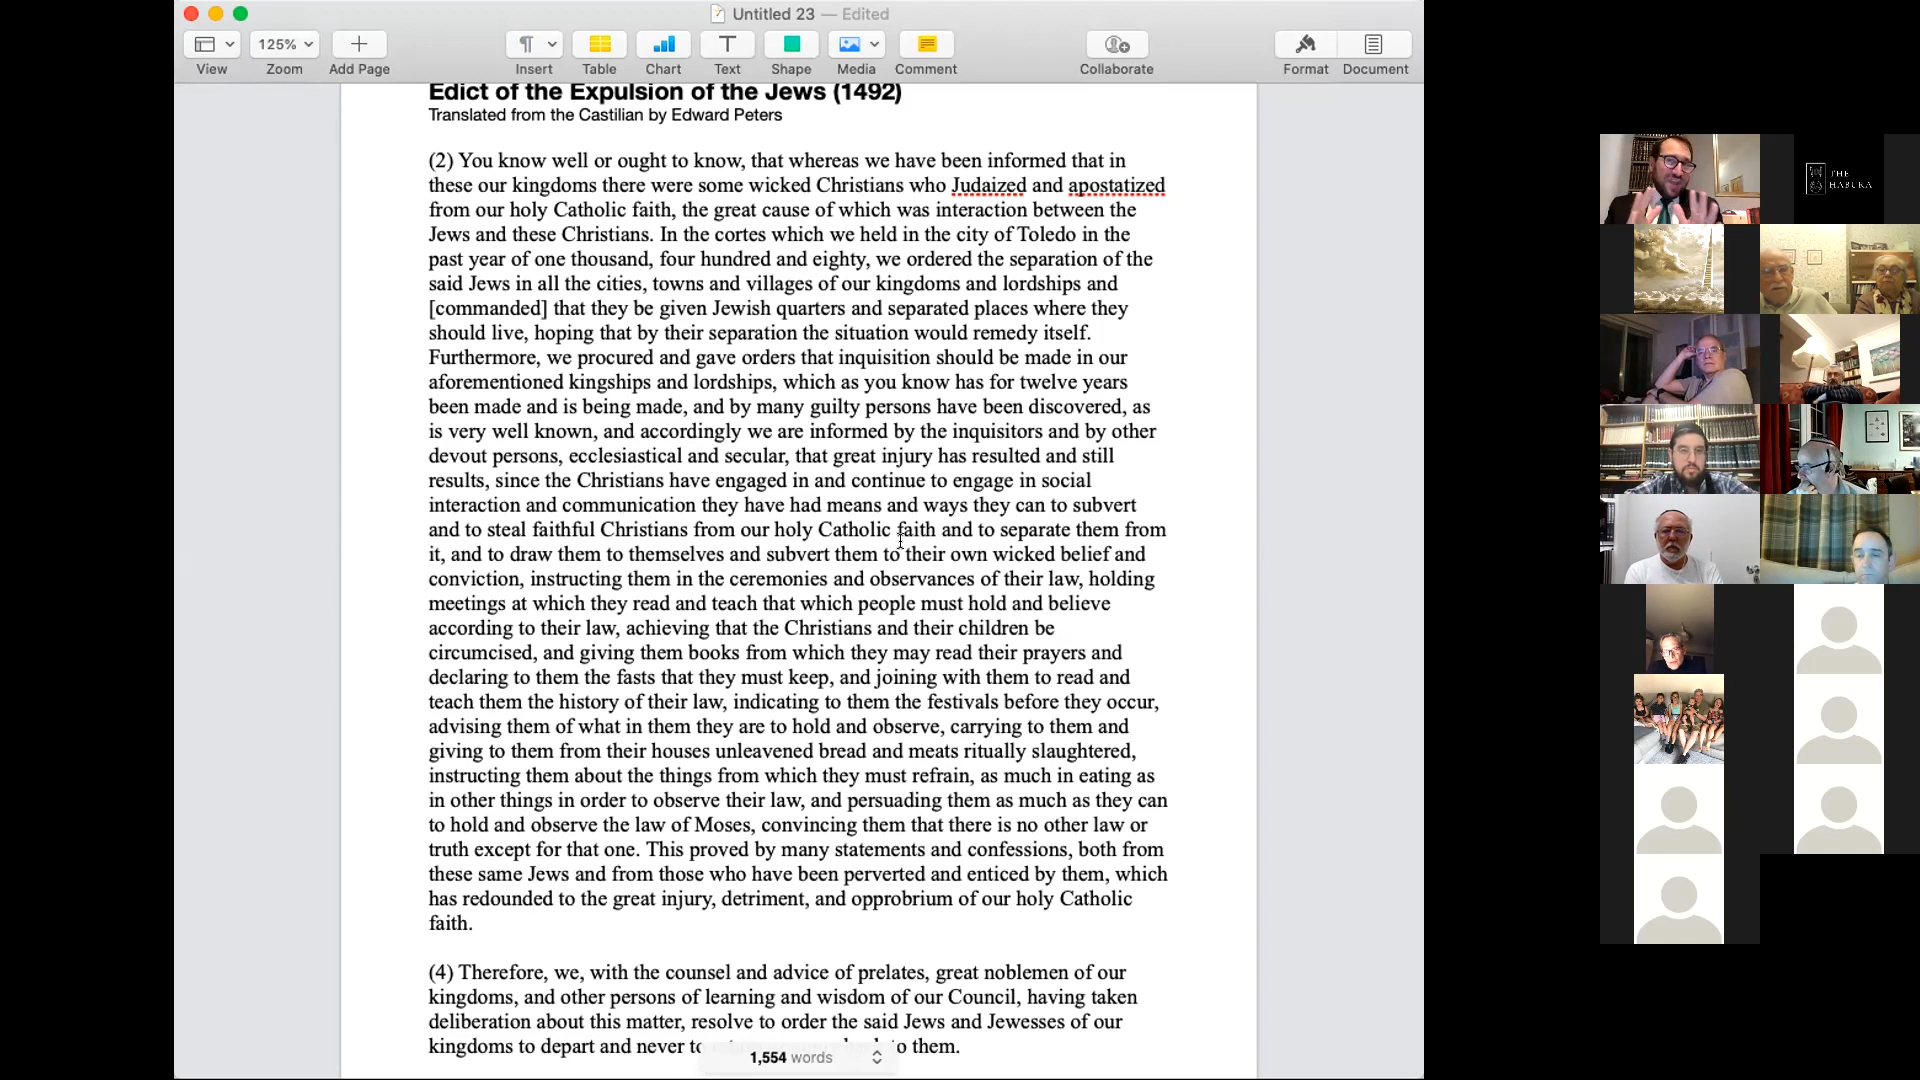 Untitled 23 — Edited
125%
View
Zoom
Add Page
Insert
Table
Chart
Text
Shape
Media
Comment
Collaborate
Format
Document
Edict of the Expulsion of the Jews (1492)
Translated from the Castilian by Edward Peters
(2) You know well or ought to know, that whereas we have been informed that in
these our kingdoms there were some wicked Christians who Judaized and apostatized
from our holy Catholic faith, the great cause of which was interaction between the
Jews and these Christians. In the cortes which we held in the city of Toledo in the
past year of one thousand, four hundred and eighty, we ordered the separation of the
said Jews in all the cities, towns and villages of our kingdoms and lordships and
[commanded] that they be given Jewish quarters and separated places where they
should live, hoping that by their separation the situation would remedy itself.
Furthermore, we procured and gave orders that inquisition should be made in our
aforementioned kingships and lordships, which as you know has for twelve years
been made and is being made, and by many guilty persons have been discovered, as
is very well known, and accordingly we are informed by the inquisitors and by other
devout persons, ecclesiastical and secular, that great injury has resulted and still
results, since the Christians have engaged in and continue to engage in social
interaction and communication they have had means and ways they can to subvert
and to steal faithful Christians from our holy Catholic faith and to separate them from
it, and to draw them to themselves and subvert them to their own wicked belief and
conviction, instructing them in the ceremonies and observances of their law, holding
meetings at which they read and teach that which people must hold and believe
according to their law, achieving that the Christians and their children be
circumcised, and giving them books from which they may read their prayers and
declaring to them the fasts that they must keep, and joining with them to read and
teach them the history of their law, indicating to them the festivals before they occur,
advising them of what in them they are to hold and observe, carrying to them and
giving to them from their houses unleavened bread and meats ritually slaughtered,
instructing them about the things from which they must refrain, as much in eating as
in other things in order to observe their law, and persuading them as much as they can
to hold and observe the law of Moses, convincing them that there is no other law or
truth except for that one. This proved by many statements and confessions, both from
these same Jews and from those who have been perverted and enticed by them, which
has redounded to the great injury, detriment, and opprobrium of our holy Catholic
faith.
(4) Therefore, we, with the counsel and advice of prelates, great noblemen of our
kingdoms, and other persons of learning and wisdom of our Council, having taken
deliberation about this matter, resolve to order the said Jews and Jewesses of our
kingdoms to depart and never to them.
1,554 words
THE
HABURA